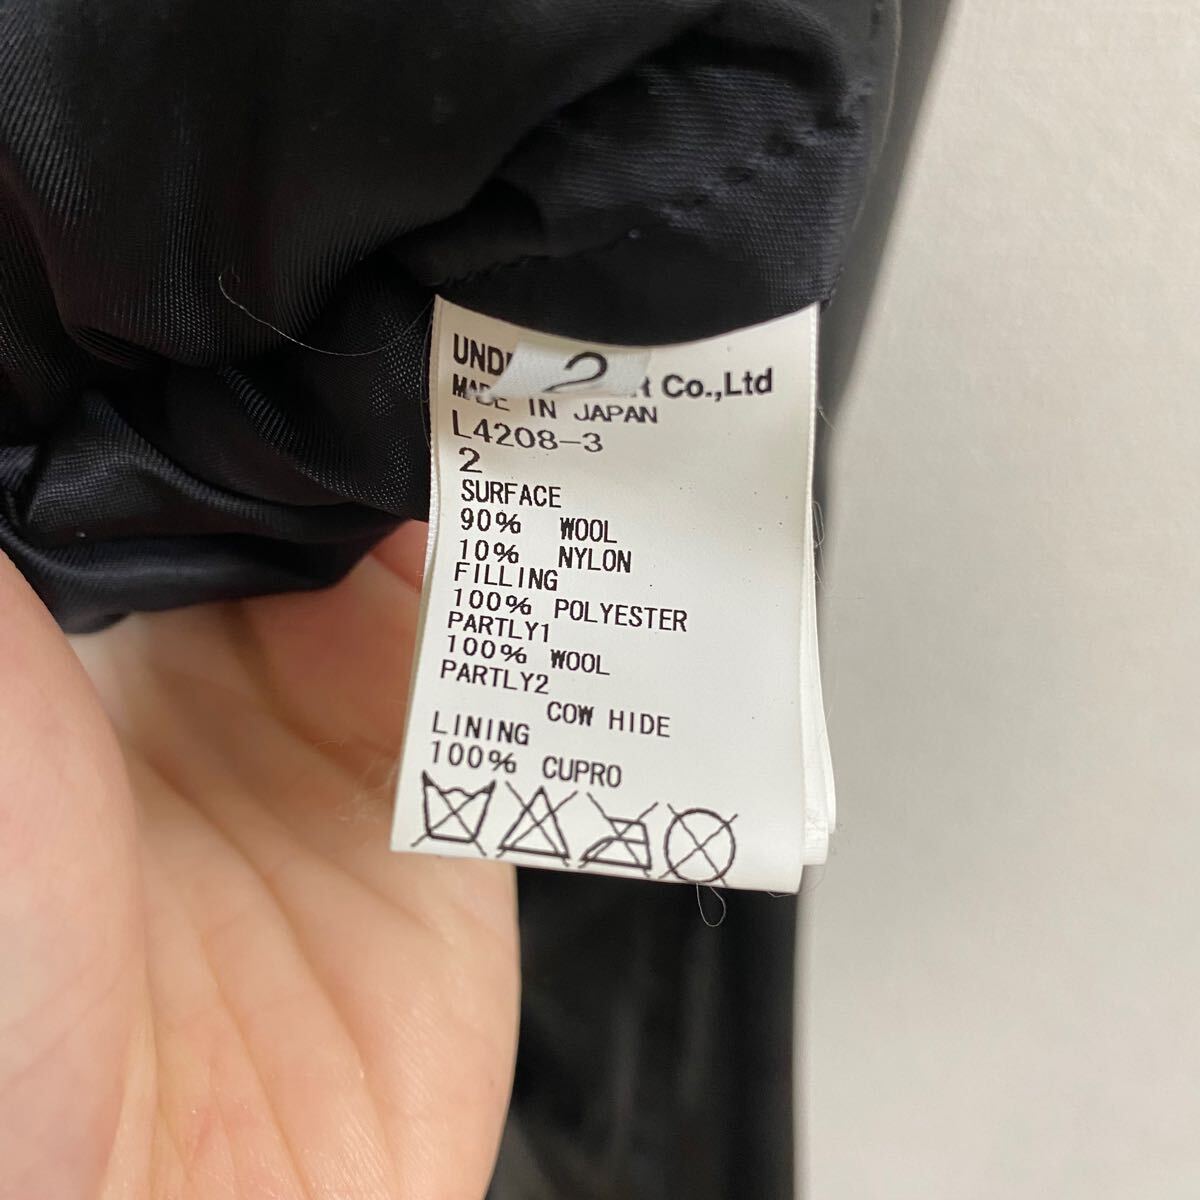 2
Co.,Ltd
MADE IN JAPAN
L4208-3
2
SURFACE
90% WOOL
10% NYLON
FILLING
100% POLYESTER
PARTLY1
100% WOOL
PARTLY2
COW HIDE
LINING
100% CUPRO